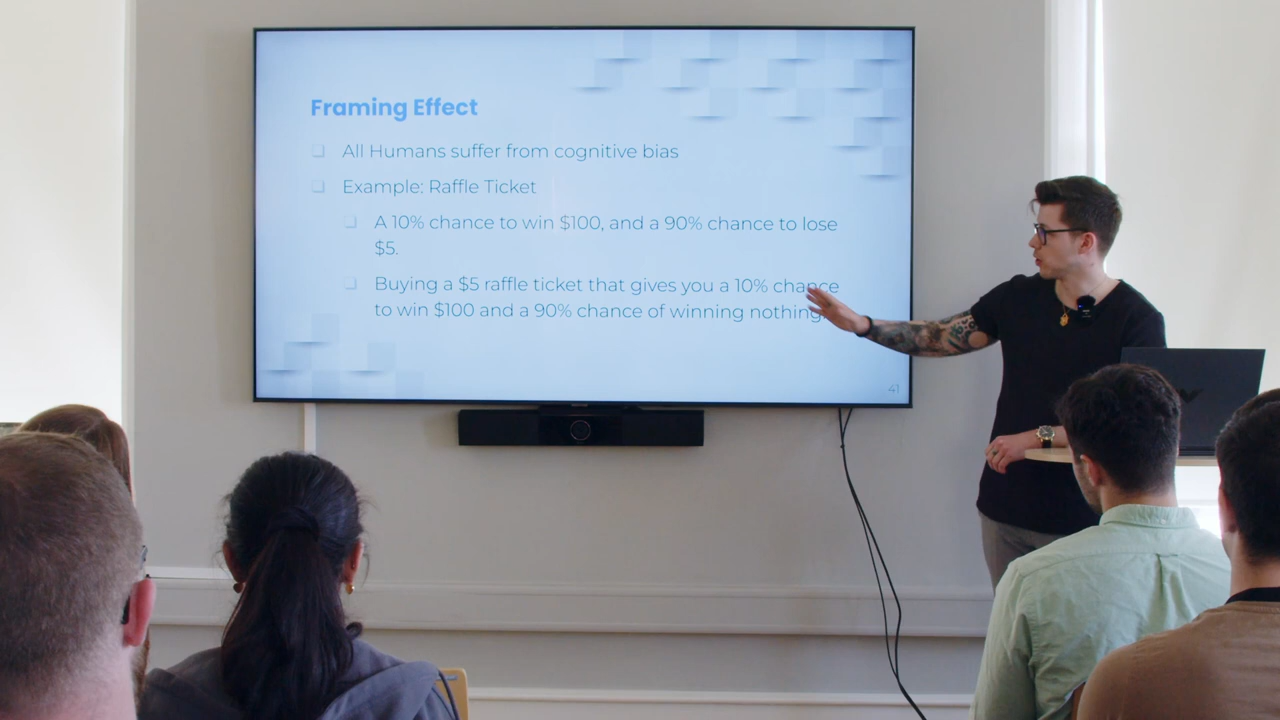 Framing Effect
All Humans suffer from cognitive bias
Example: Raffle Ticket
A 10% chance to win $100, and a 90% chance to lose
$5.
Buying a $5 raffle ticket that gives you a 10% chance
to win $100 and a 90% chance of winning nothing.
41